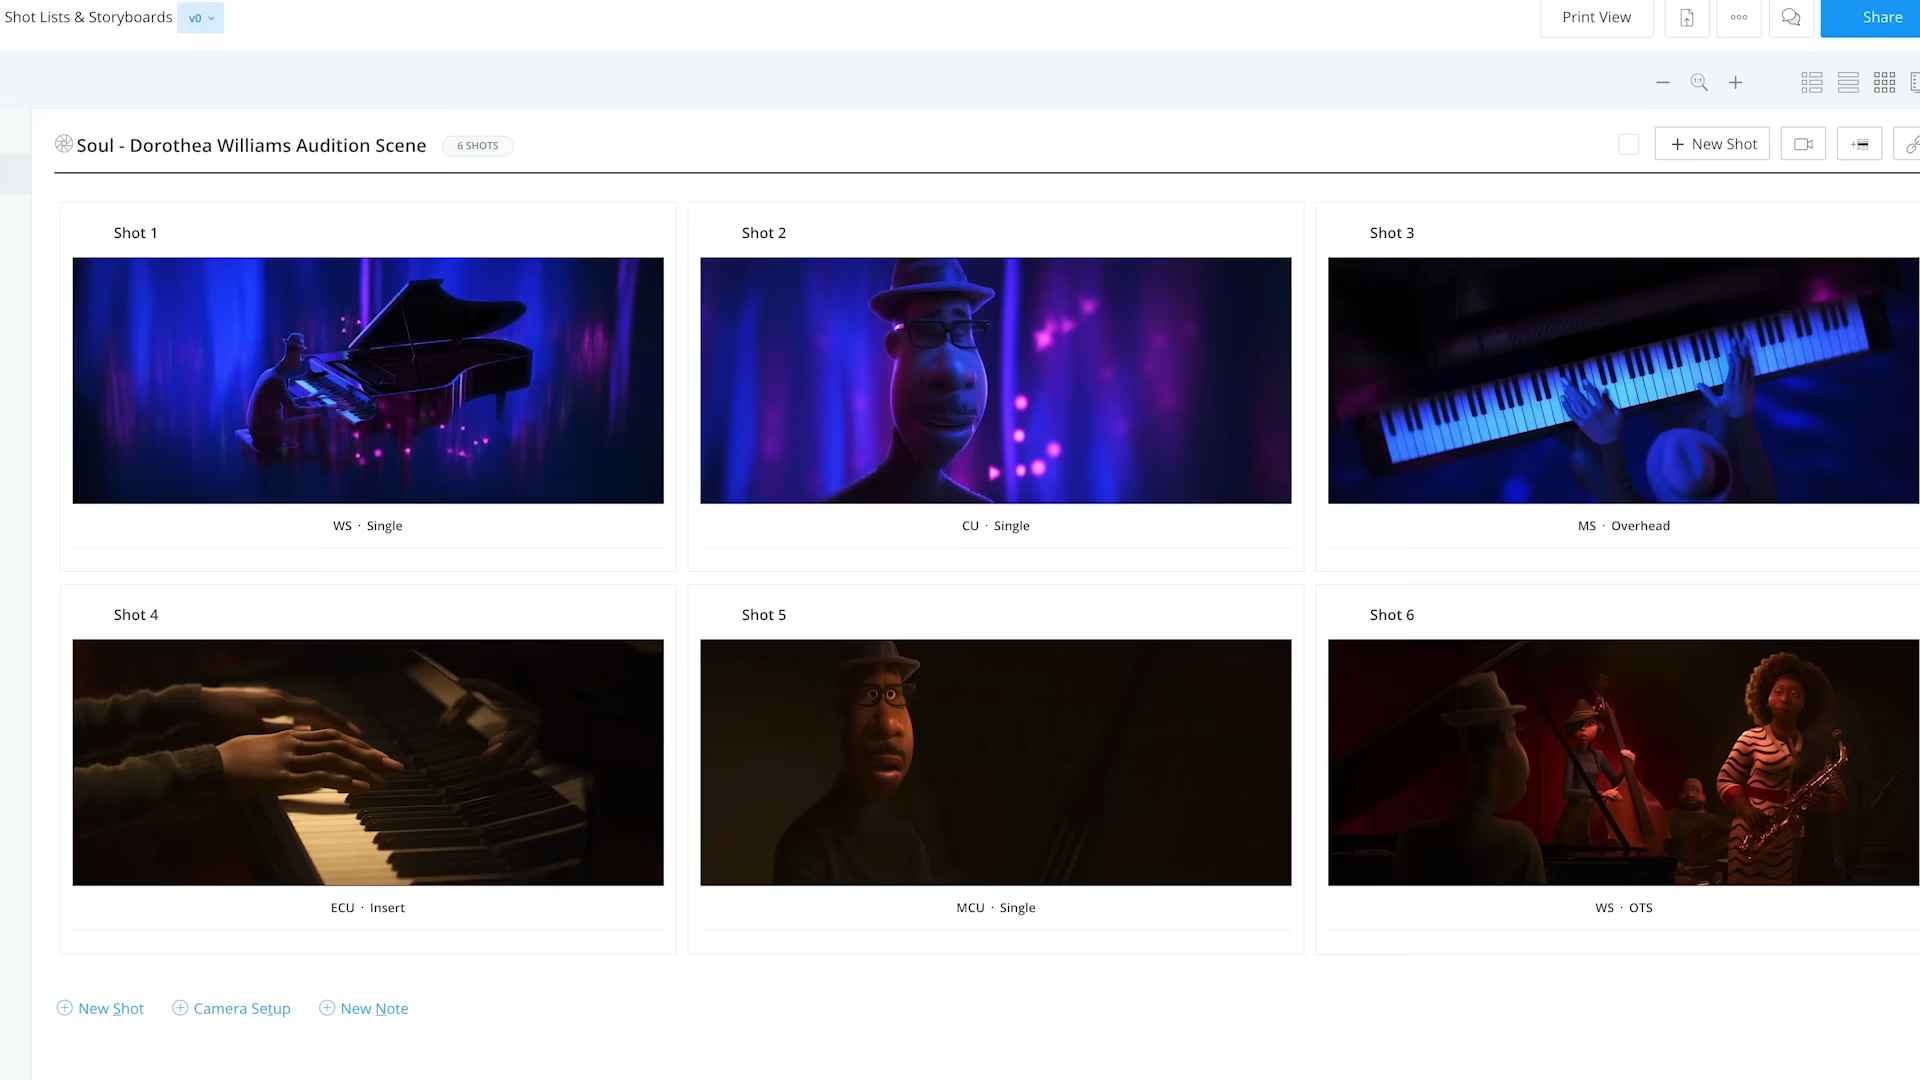 Shot Lists & Storyboards v0
Print View
Share
1:1
Soul - Dorothea Williams Audition Scene
6 SHOTS
New Shot
Shot 1
Shot 2
Shot 3
WS · Single
CU · Single
MS · Overhead
Shot 4
Shot 5
Shot 6
ECU · Insert
MCU · Single
WS · OTS
New Shot
Camera Setup
New Note